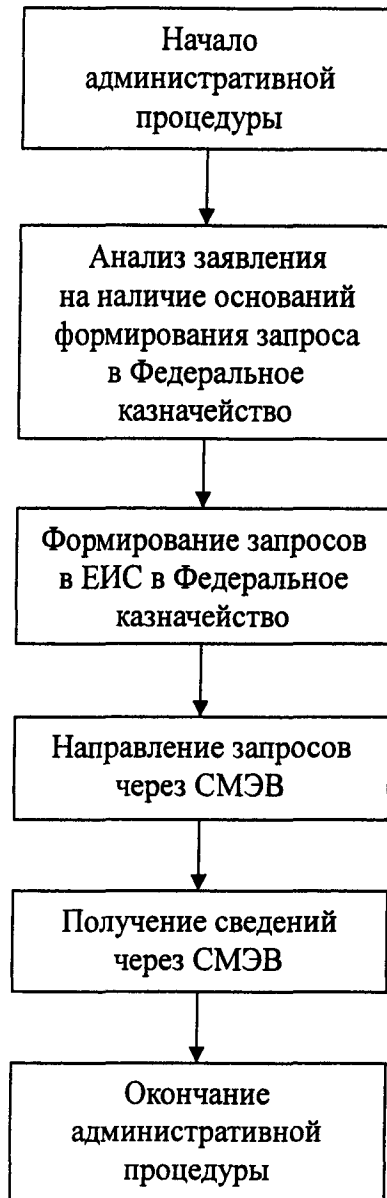 Начало
административной
процедуры
Анализ заявления
на наличие оснований
формирования запроса
в Федеральное
казначейство
Формирование запросов
в ЕИС в Федеральное
казначейство
Направление запросов
через СМЭВ
Получение сведений
через СМЭВ
Окончание
административной
процедуры